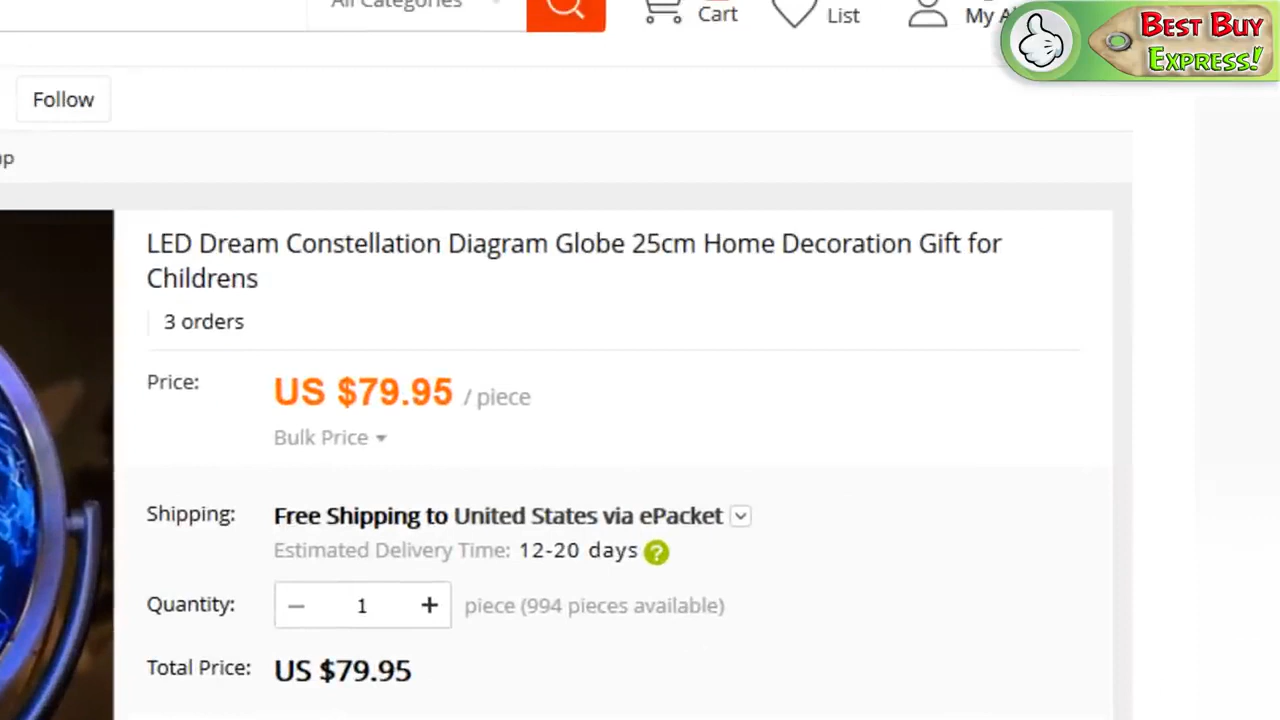 All Categories
Cart
List
My A
BEST BUY
EXPRESS!
Follow
ap
LED Dream Constellation Diagram Globe 25cm Home Decoration Gift for
Childrens
3 orders
Price:
US $79.95 / piece
Bulk Price
Shipping:
Free Shipping to United States via ePacket
Estimated Delivery Time: 12-20 days ?
Quantity:
− 1 + piece (994 pieces available)
Total Price:
US $79.95